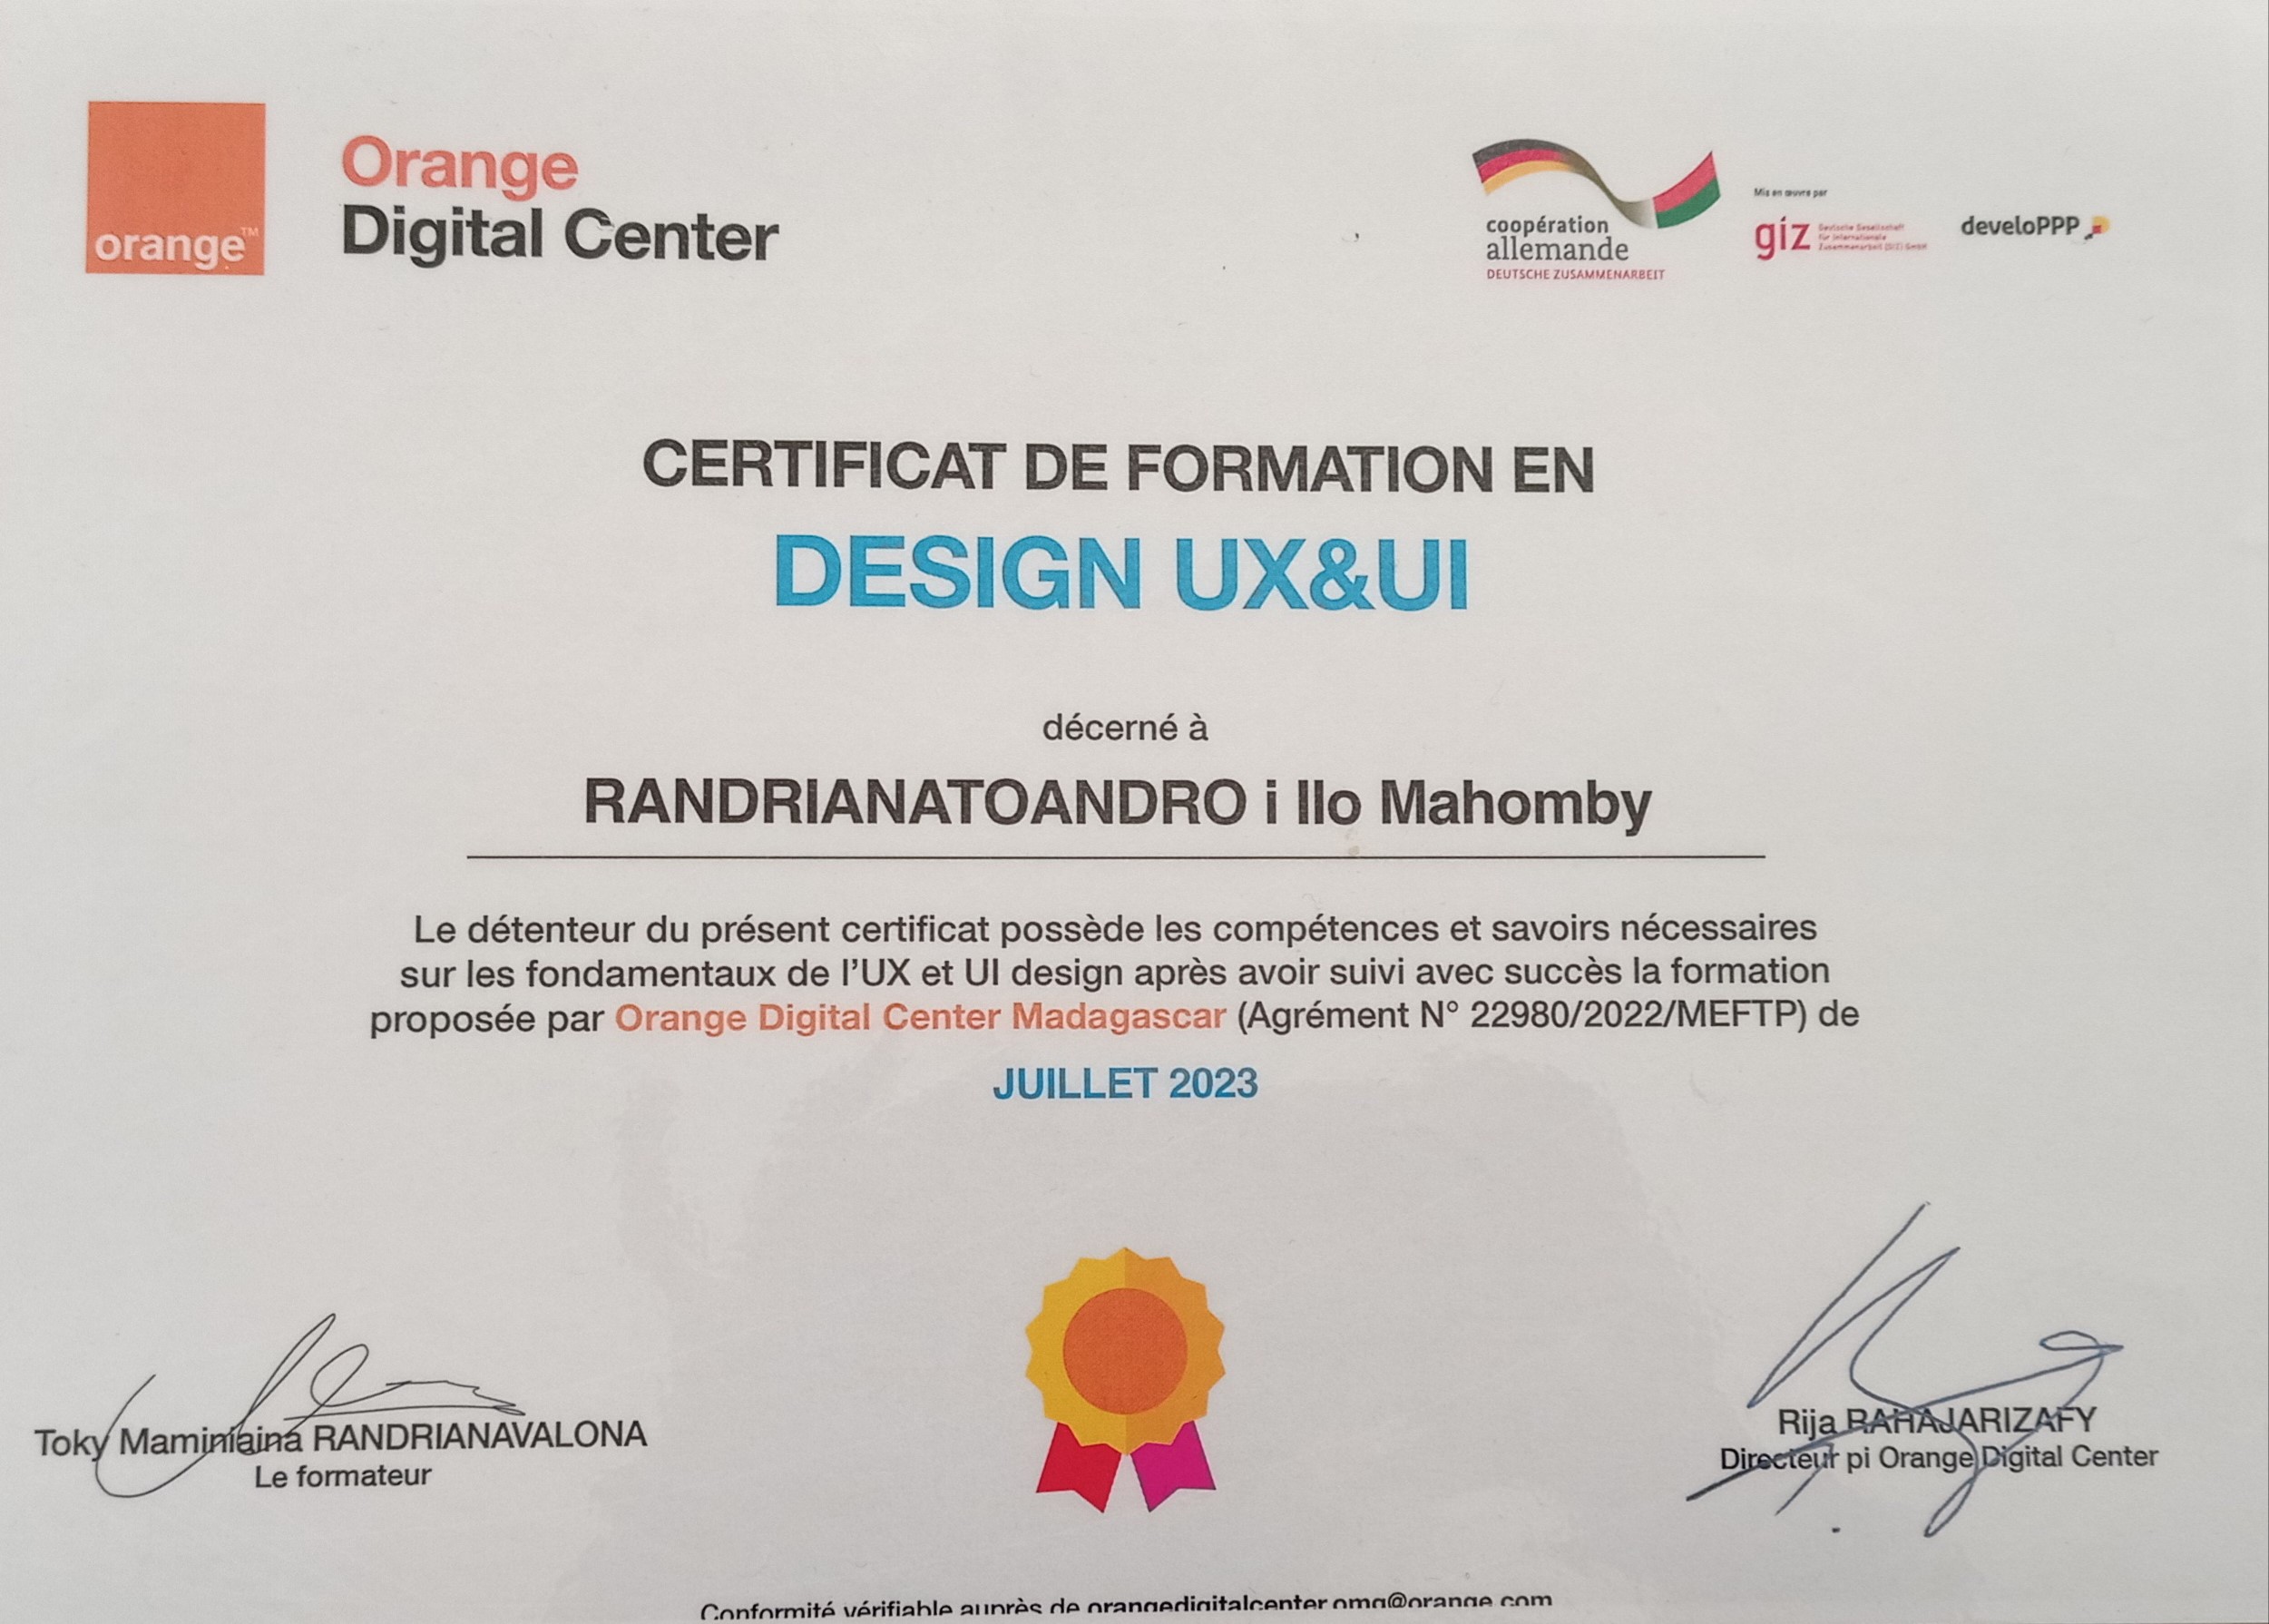 orange™
Orange
Digital Center
coopération
allemande
DEUTSCHE ZUSAMMENARBEIT
Mis en œuvre par
giz
Deutsche Gesellschaft
für Internationale
Zusammenarbeit (GIZ) GmbH
develoPPP
CERTIFICAT DE FORMATION EN
DESIGN UX&UI
décerné à
RANDRIANATOANDRO i Ilo Mahomby
Le détenteur du présent certificat possède les compétences et savoirs nécessaires
sur les fondamentaux de l’UX et UI design après avoir suivi avec succès la formation
proposée par Orange Digital Center Madagascar (Agrément N° 22980/2022/MEFTP) de
JUILLET 2023
Toky Maminiaina RANDRIANAVALONA
Le formateur
Rija RAHAJARIZAFY
Directeur pi Orange Digital Center
Conformité vérifiable auprès de orangedigitalcenter.omg@orange.com